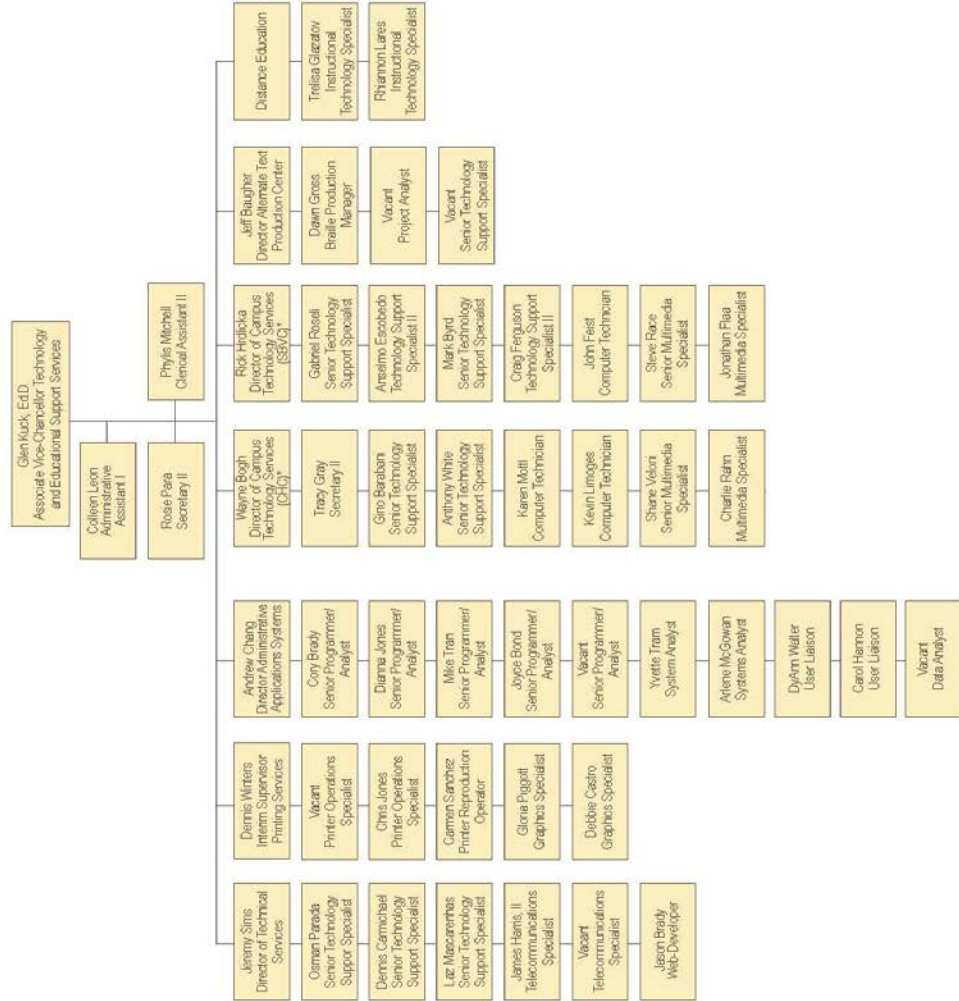 Glen Kuck, Ed.D
Associate Vice-Chancellor Technology
and Educational Support Services
Colleen Leon
Administrative
Assistant I
Rosie Para
Secretary II
Phylis Mitchell
Clerical Assistant II
Jeremy Sims
Director of Technical
Services
Osman Parada
Senior Technology
Suppor Specialist
Dennis Carmichael
Senior Technology
Support Specialist
Laz Mascarenhas
Senior Technology
Support Specialist
James Harris, II
Telecommunications
Specialist
Vacant
Telecommunications
Specialist
Jason Brady
Web-Developer
Dennis Winters
Interim Supervisor
Printing Services
Vacant
Printer Operations
Specialist
Chris Jones
Printer Operations
Specialist
Carmen Sanchez
Printer Reproduction
Operator
Gloria Piggott
Graphics Specialist
Debbie Castro
Graphics Specialist
Andrew Chang
Director Administrative
Applications Systems
Cory Brady
Senior Programmer/
Analyst
Dianna Jones
Senior Programmer/
Analyst
Mike Tran
Senior Programmer/
Analyst
Joyce Bond
Senior Programmer/
Analyst
Vacant
Senior Programmer/
Analyst
Yvette Tram
System Analyst
Arlene McGowan
Systems Analyst
DyAnn Walter
User Liaison
Carol Hannon
User Liaison
Vacant
Data Analyst
Wayne Bogh
Director of Campus
Technology Services
(CHC)*
Tracy Gray
Secretary II
Gino Barabani
Senior Technology
Support Specialist
Anthony White
Senior Technology
Support Specialist
Karen Mottl
Computer Technician
Kevin Limoges
Computer Technician
Shane Veloni
Senior Multimedia
Specialist
Charlie Rahn
Multimedia Specialist
Rick Hrdlicka
Director of Campus
Technology Services
(SBVC)*
Gabriel Roseli
Senior Technology
Support Specialist
Anselmo Escobedo
Technology Support
Specialist II
Mark Byrd
Senior Technology
Support Specialist
Craig Ferguson
Technology Support
Specialist II
John Feist
Computer Technician
Steve Race
Senior Multimedia
Specialist
Jonathan Flaa
Multimedia Specialist
Jeff Baugher
Director Alternate Text
Production Center
Dawn Gross
Braille Production
Manager
Vacant
Project Analyst
Vacant
Senior Technology
Support Specialist
Distance Education
Trelisa Glazatov
Instructional
Technology Specialist
Rhiannon Lares
Instructional
Technology Specialist